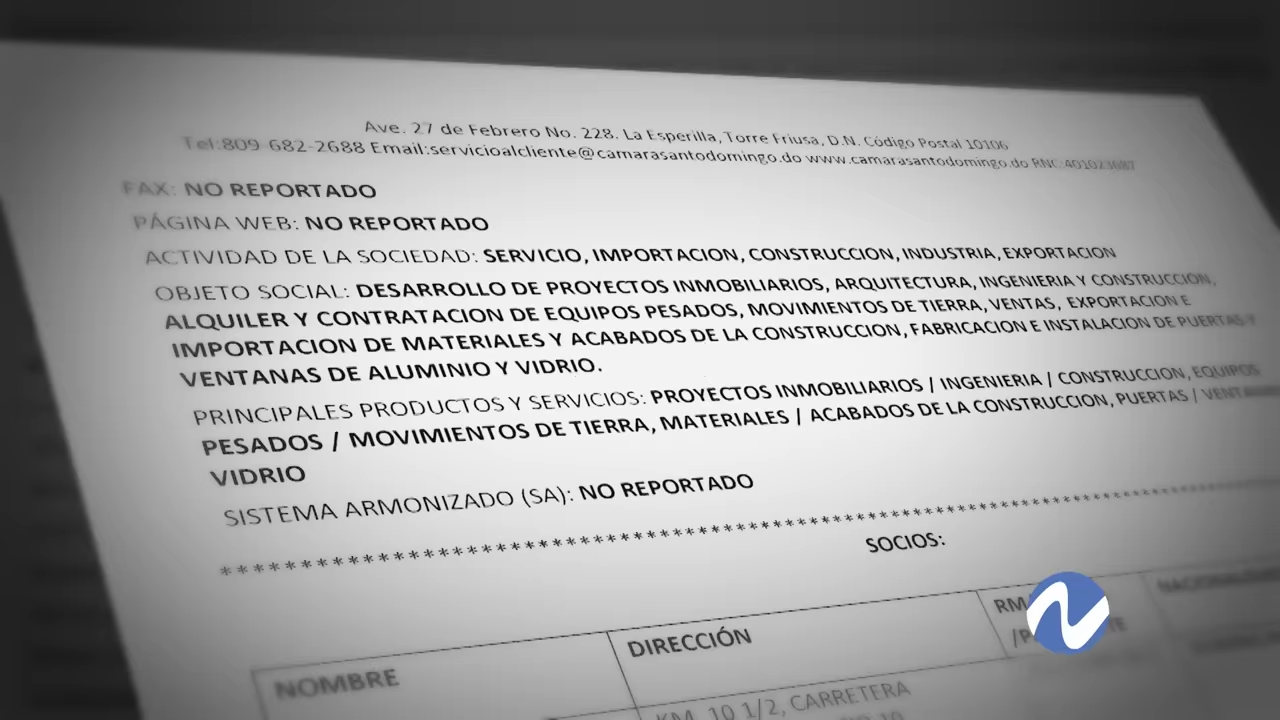 Ave. 27 de Febrero No. 228. La Esperilla, Torre Friusa, D.N. Código Postal 10106
Tel:809-682-2688 Email:servicioalcliente@camarasantodomingo.do www.camarasantodomingo.do RNC:401023687
FAX: NO REPORTADO
PÁGINA WEB: NO REPORTADO
ACTIVIDAD DE LA SOCIEDAD: SERVICIO, IMPORTACION, CONSTRUCCION, INDUSTRIA, EXPORTACION
OBJETO SOCIAL: DESARROLLO DE PROYECTOS INMOBILIARIOS, ARQUITECTURA, INGENIERIA Y CONSTRUCCIÓN,
ALQUILER Y CONTRATACION DE EQUIPOS PESADOS, MOVIMIENTOS DE TIERRA, VENTAS, EXPORTACION E
IMPORTACION DE MATERIALES Y ACABADOS DE LA CONSTRUCCION, FABRICACION E INSTALACION DE PUERTAS Y
VENTANAS DE ALUMINIO Y VIDRIO.
PRINCIPALES PRODUCTOS Y SERVICIOS: PROYECTOS INMOBILIARIOS / INGENIERIA / CONSTRUCCION, EQUIPOS
PESADOS / MOVIMIENTOS DE TIERRA, MATERIALES / ACABADOS DE LA CONSTRUCCION, PUERTAS /
VIDRIO
SISTEMA ARMONIZADO (SA): NO REPORTADO
****************************************************************************
SOCIOS:
NOMBRE
DIRECCIÓN
RM
KM. 10 1/2, CARRETERA